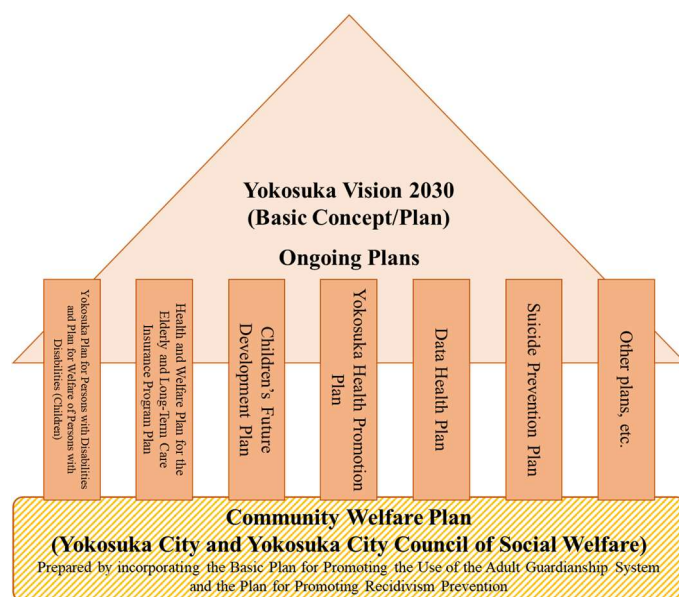 Yokosuka Vision 2030
(Basic Concept/Plan)
Ongoing Plans
Yokosuka Plan for Persons with Disabilities
and Plan for Welfare of Persons with
Disabilities (Children)
Health and Welfare Plan for the
Elderly and Long-Term Care
Insurance Program Plan
Children’s Future
Development Plan
Yokosuka Health Promotion
Plan
Data Health Plan
Suicide Prevention Plan
Other plans, etc.
Community Welfare Plan
(Yokosuka City and Yokosuka City Council of Social Welfare)
Prepared by incorporating the Basic Plan for Promoting the Use of the Adult Guardianship System
and the Plan for Promoting Recidivism Prevention